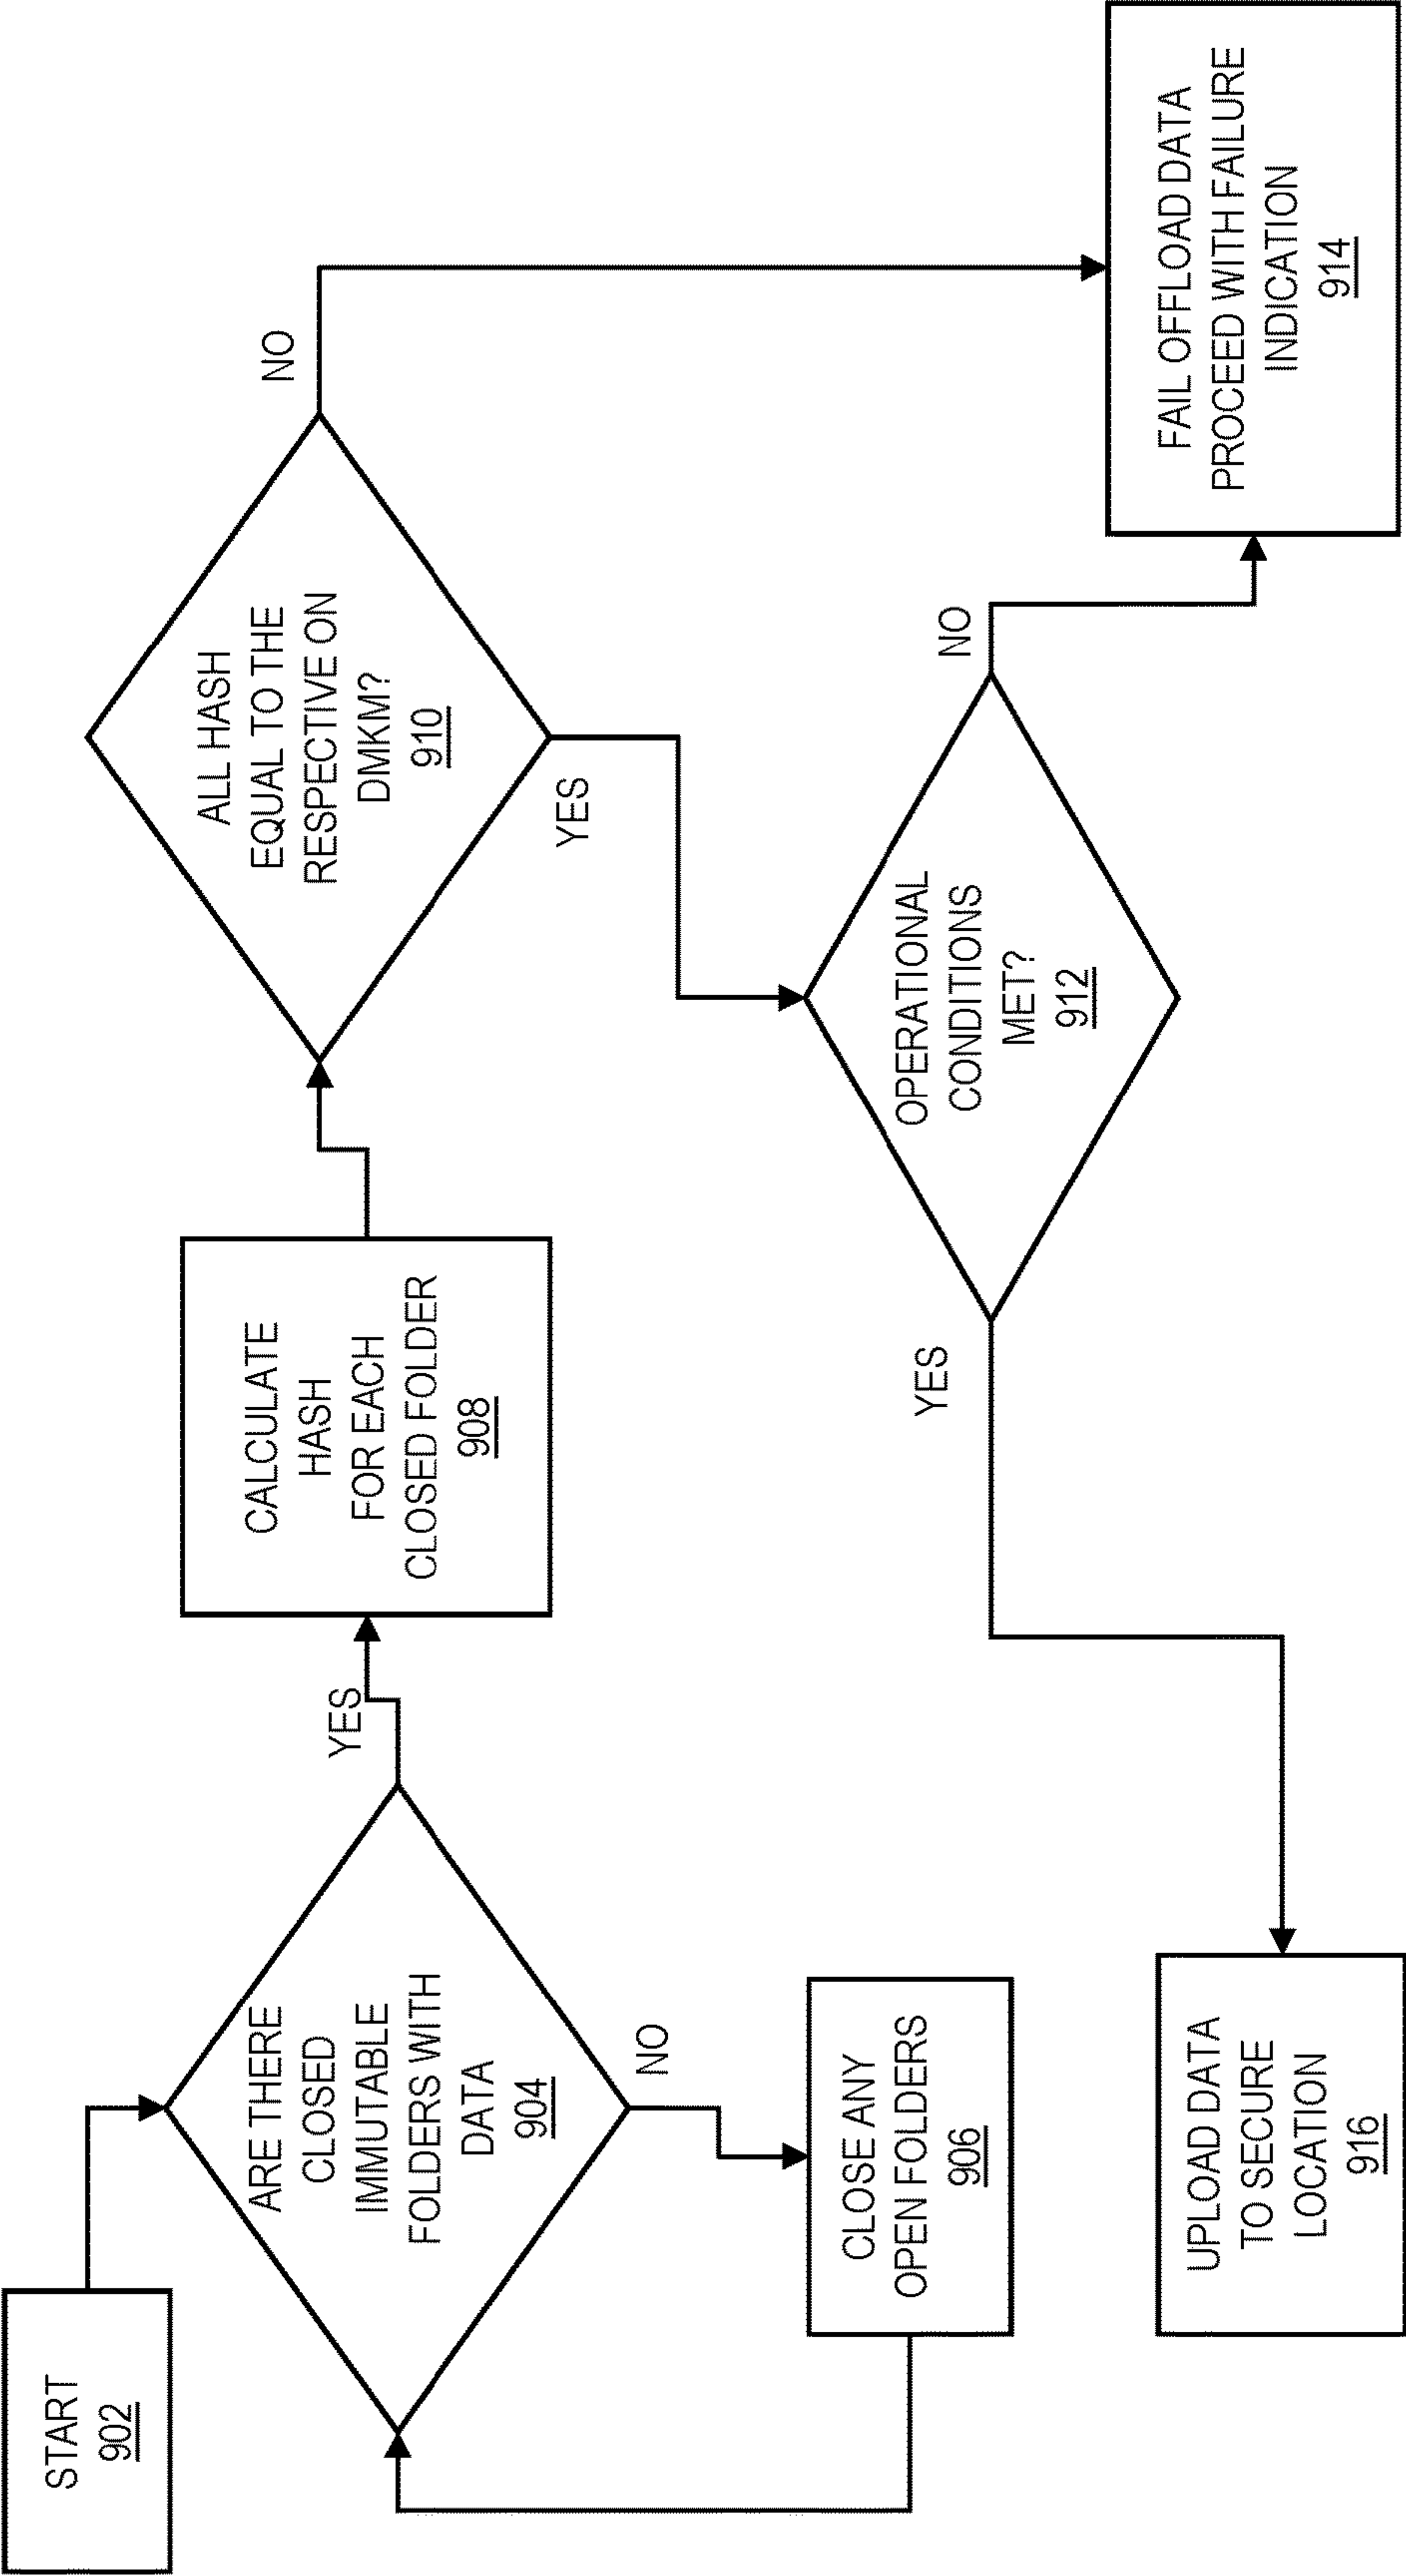 START
902
ARE THERE
CLOSED
IMMUTABLE
FOLDERS WITH
DATA
904
YES
NO
CLOSE ANY
OPEN FOLDERS
906
CALCULATE
HASH
FOR EACH
CLOSED FOLDER
908
ALL HASH
EQUAL TO THE
RESPECTIVE ON
DMKM?
910
NO
YES
OPERATIONAL
CONDITIONS
MET?
912
NO
YES
FAIL OFFLOAD DATA
PROCEED WITH FAILURE
INDICATION
914
UPLOAD DATA
TO SECURE
LOCATION
916